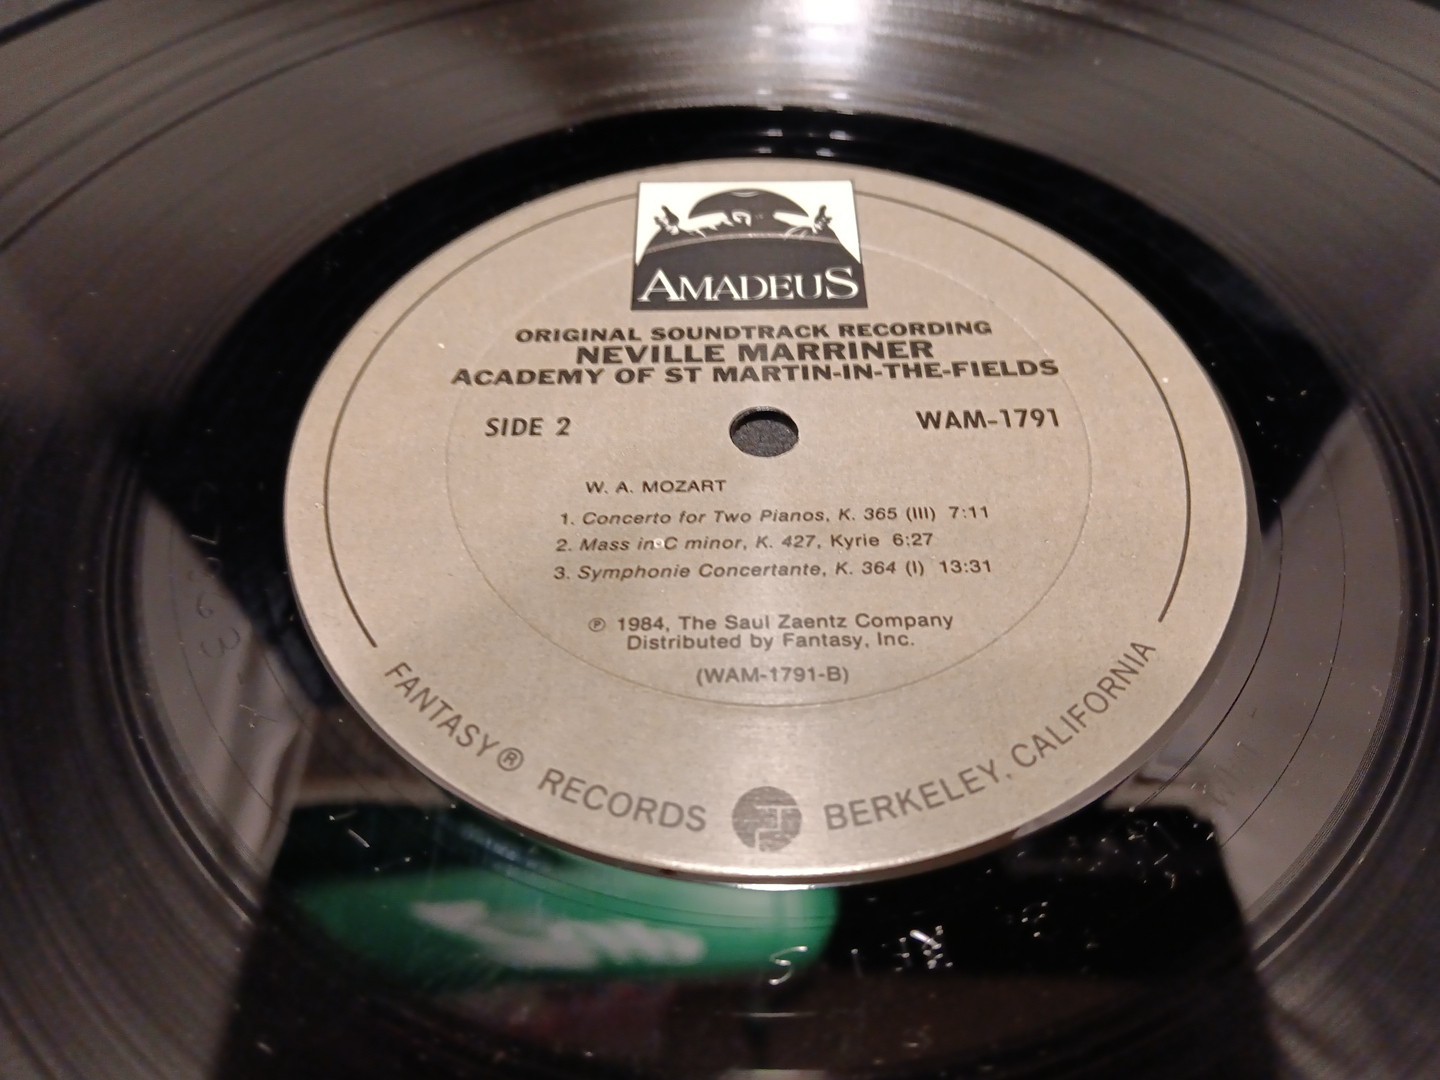 AMADEUS
ORIGINAL SOUNDTRACK RECORDING
NEVILLE MARRINER
ACADEMY OF ST MARTIN-IN-THE-FIELDS
SIDE 2 WAM-1791
W. A. MOZART
1. Concerto for Two Pianos, K. 365 (III) 7:11
2. Mass in C minor, K. 427, Kyrie 6:27
3. Symphonie Concertante, K. 364 (I) 13:31
℗ 1984, The Saul Zaentz Company
Distributed by Fantasy, Inc.
(WAM-1791-B)
FANTASY® RECORDS BERKELEY, CALIFORNIA